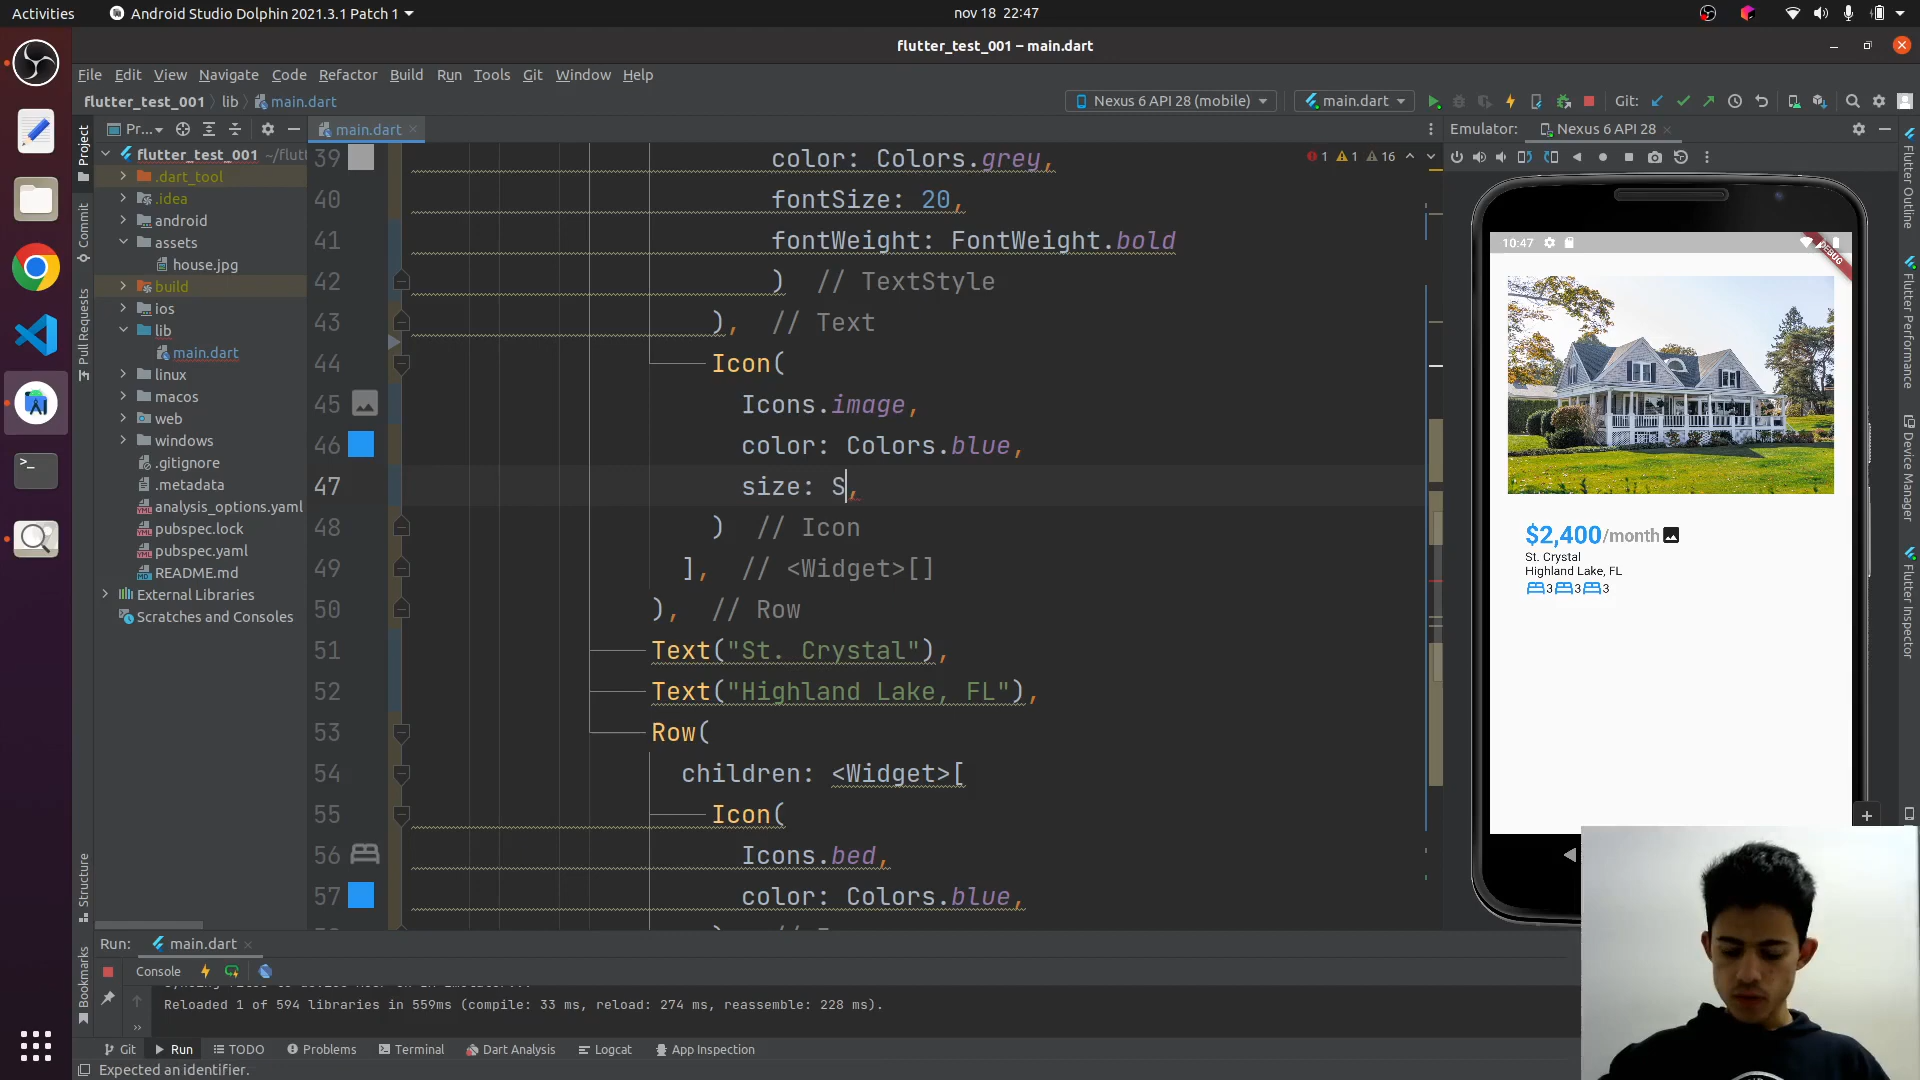 Activities
Android Studio Dolphin 2021.3.1 Patch 1
nov 18 22:47
flutter_test_001 – main.dart
File Edit View Navigate Code Refactor Build Run Tools Git Window Help
flutter_test_001 lib main.dart
Nexus 6 API 28 (mobile)
main.dart
Git:
Pr...
main.dart
Emulator:
Nexus 6 API 28
Project
Commit
Pull Requests
Structure
Bookmarks
flutter_test_001
.dart_tool
.idea
android
assets
house.jpg
build
ios
lib
main.dart
linux
macos
web
windows
.gitignore
.metadata
analysis_options.yaml
pubspec.lock
pubspec.yaml
README.md
External Libraries
Scratches and Consoles
1 1 16
39 color: Colors.grey,
40 fontSize: 20,
41 fontWeight: FontWeight.bold
42 ) // TextStyle
43 ), // Text
44 Icon(
45 Icons.image,
46 color: Colors.blue,
47 size: S,
48 ) // Icon
49 ], // <Widget>[]
50 ), // Row
51 Text("St. Crystal"),
52 Text("Highland Lake, FL"),
53 Row(
54 children: <Widget>[
55 Icon(
56 Icons.bed,
57 color: Colors.blue,
10:47
DEBUG
$2,400/month
St. Crystal
Highland Lake, FL
3 3 3
Flutter Outline
Flutter Performance
Device Manager
Flutter Inspector
Run: main.dart
Console
Reloaded 1 of 594 libraries in 559ms (compile: 33 ms, reload: 274 ms, reassemble: 228 ms).
Git Run TODO Problems Terminal Dart Analysis Logcat App Inspection
Expected an identifier.